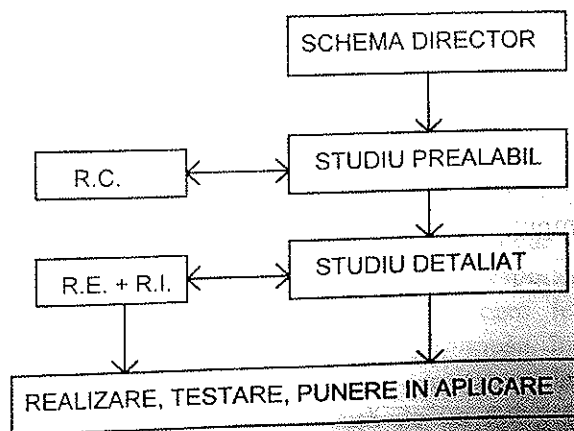 SCHEMA DIRECTOR
R.C.
STUDIU PREALABIL
R.E. + R.I.
STUDIU DETALIAT
REALIZARE, TESTARE, PUNERE IN APLICARE